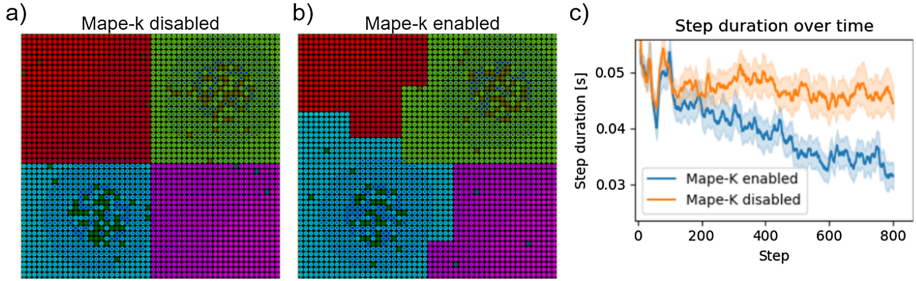 a) Mape-k disabled
b) Mape-k enabled
c) Step duration over time
Step duration [s]
0.05
0.04
0.03
Mape-K enabled
Mape-K disabled
0 200 400 600 800
Step